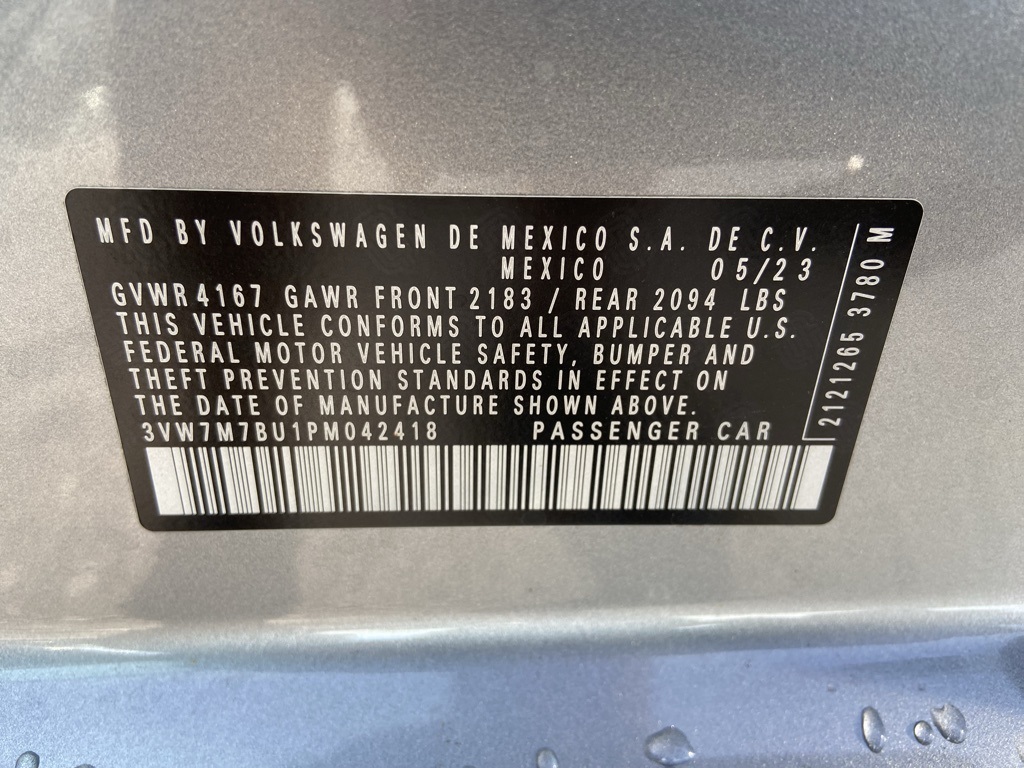 MFD BY VOLKSWAGEN DE MEXICO S.A. DE C.V.
MEXICO 05/23
GVWR 4167 GAWR FRONT 2183 / REAR 2094 LBS
THIS VEHICLE CONFORMS TO ALL APPLICABLE U.S.
FEDERAL MOTOR VEHICLE SAFETY, BUMPER AND
THEFT PREVENTION STANDARDS IN EFFECT ON
THE DATE OF MANUFACTURE SHOWN ABOVE.
3VW7M7BU1PM042418 PASSENGER CAR
2121265 3780 M